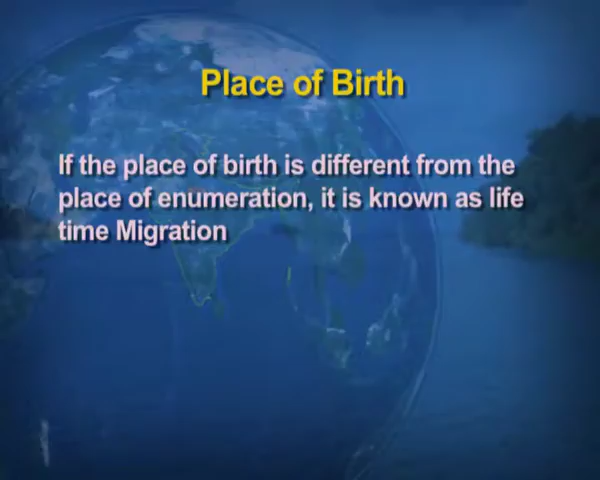 Place of Birth
If the place of birth is different from the
place of enumeration, it is known as life
time Migration